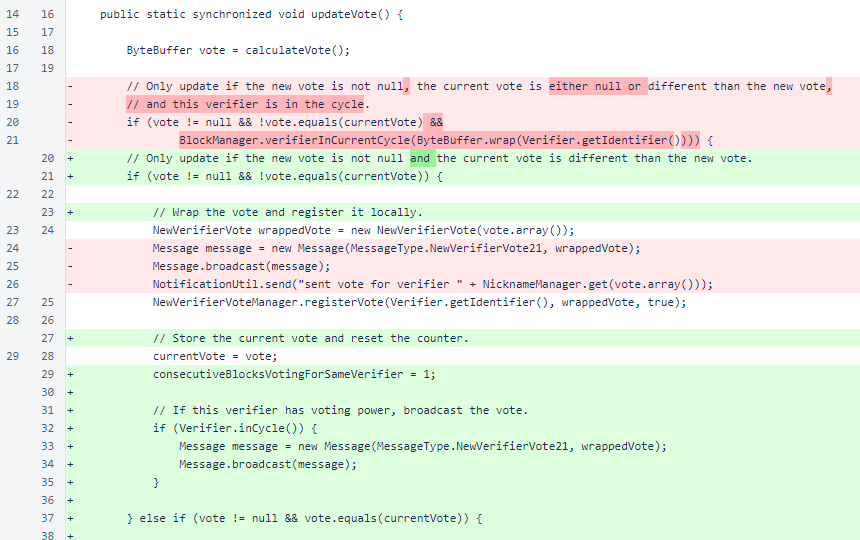 14 16 public static synchronized void updateVote() {
15 17
16 18 ByteBuffer vote = calculateVote();
17 19
18 - // Only update if the new vote is not null, the current vote is either null or different than the new vote,
19 - // and this verifier is in the cycle.
20 - if (vote != null && !vote.equals(currentVote) &&
21 - BlockManager.verifierInCurrentCycle(ByteBuffer.wrap(Verifier.getIdentifier()))) {
20 + // Only update if the new vote is not null and the current vote is different than the new vote.
21 + if (vote != null && !vote.equals(currentVote)) {
22 22
23 + // Wrap the vote and register it locally.
23 24 NewVerifierVote wrappedVote = new NewVerifierVote(vote.array());
24 - Message message = new Message(MessageType.NewVerifierVote21, wrappedVote);
25 - Message.broadcast(message);
26 - NotificationUtil.send("sent vote for verifier " + NicknameManager.get(vote.array()));
27 25 NewVerifierVoteManager.registerVote(Verifier.getIdentifier(), wrappedVote, true);
28 26
27 + // Store the current vote and reset the counter.
29 28 currentVote = vote;
29 + consecutiveBlocksVotingForSameVerifier = 1;
30 +
31 + // If this verifier has voting power, broadcast the vote.
32 + if (Verifier.inCycle()) {
33 + Message message = new Message(MessageType.NewVerifierVote21, wrappedVote);
34 + Message.broadcast(message);
35 + }
36 +
37 + } else if (vote != null && vote.equals(currentVote)) {
38 +